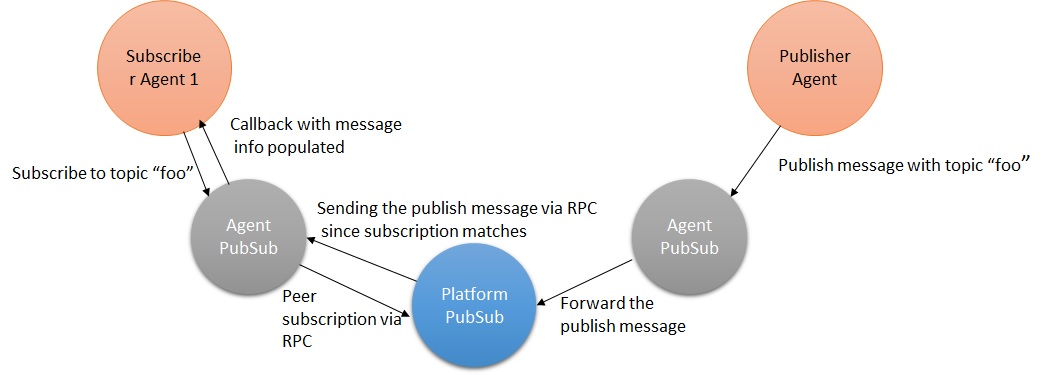 Subscribe
r Agent 1
Publisher
Agent
Callback with message
info populated
Subscribe to topic “foo”
Publish message with topic “foo”
Agent
PubSub
Sending the publish message via RPC
since subscription matches
Agent
PubSub
Platform
PubSub
Peer
subscription via
RPC
Forward the
publish message